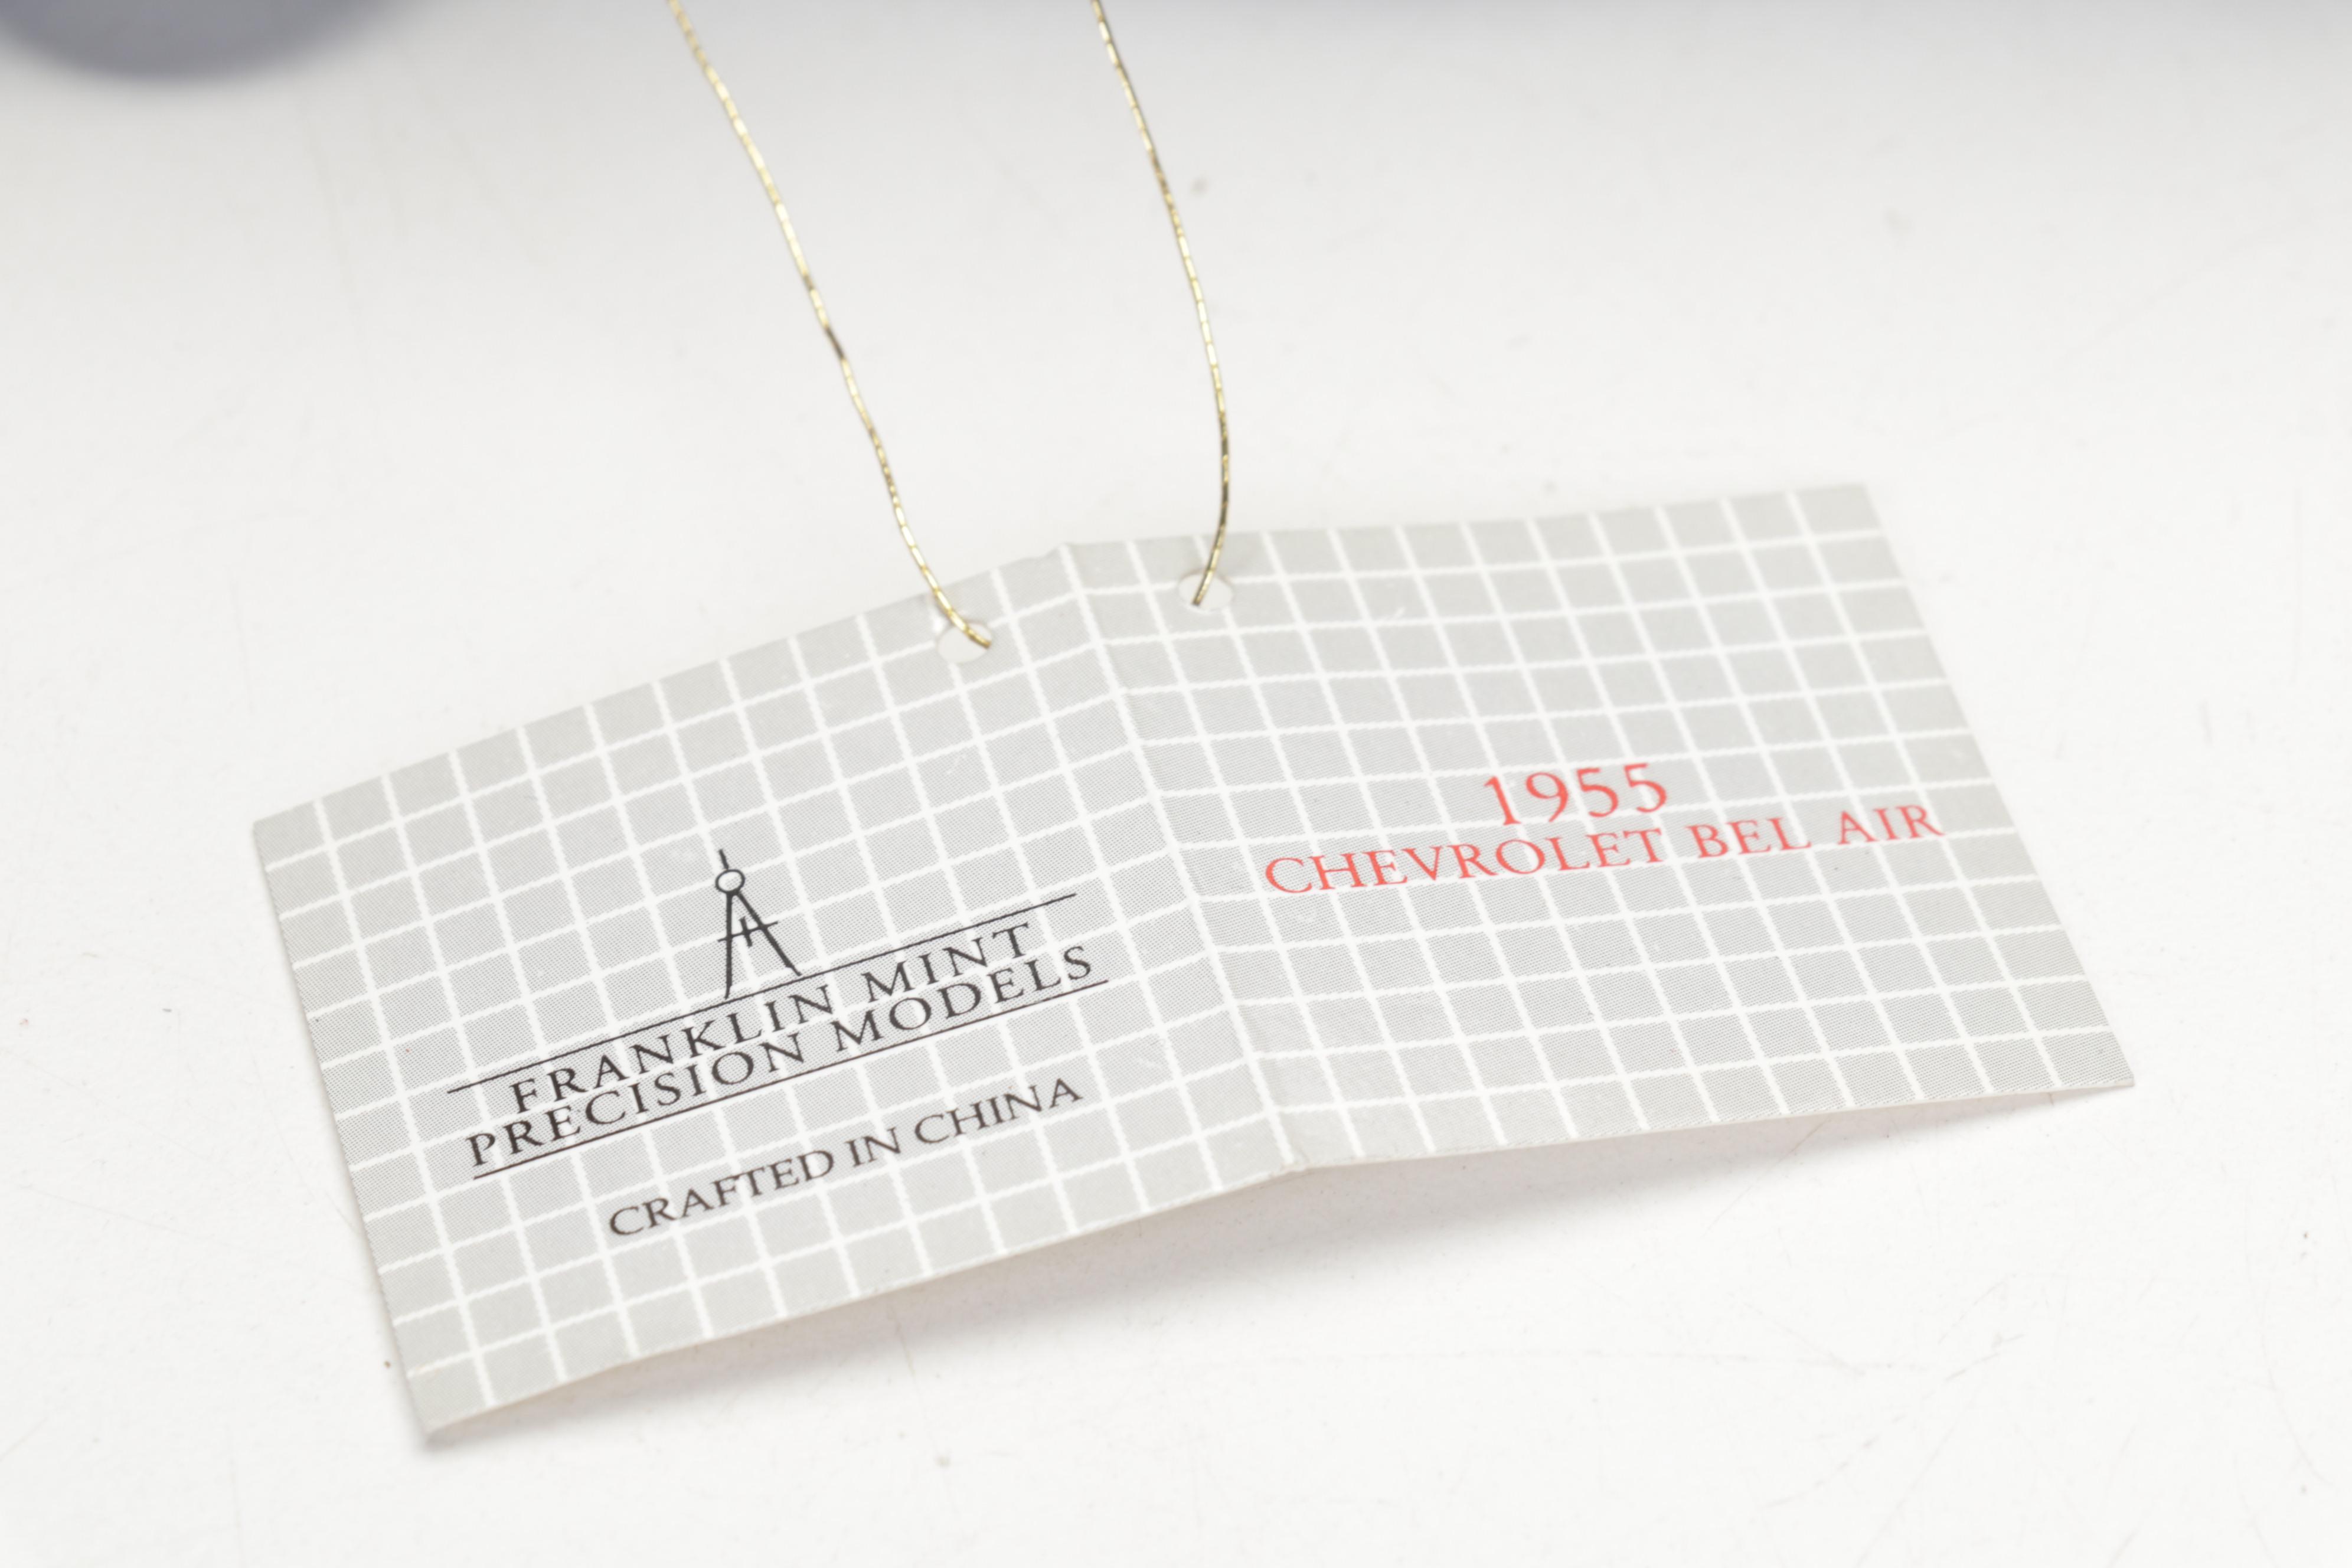 FRANKLIN MINT
PRECISION MODELS
CRAFTED IN CHINA
1955
CHEVROLET BEL AIR